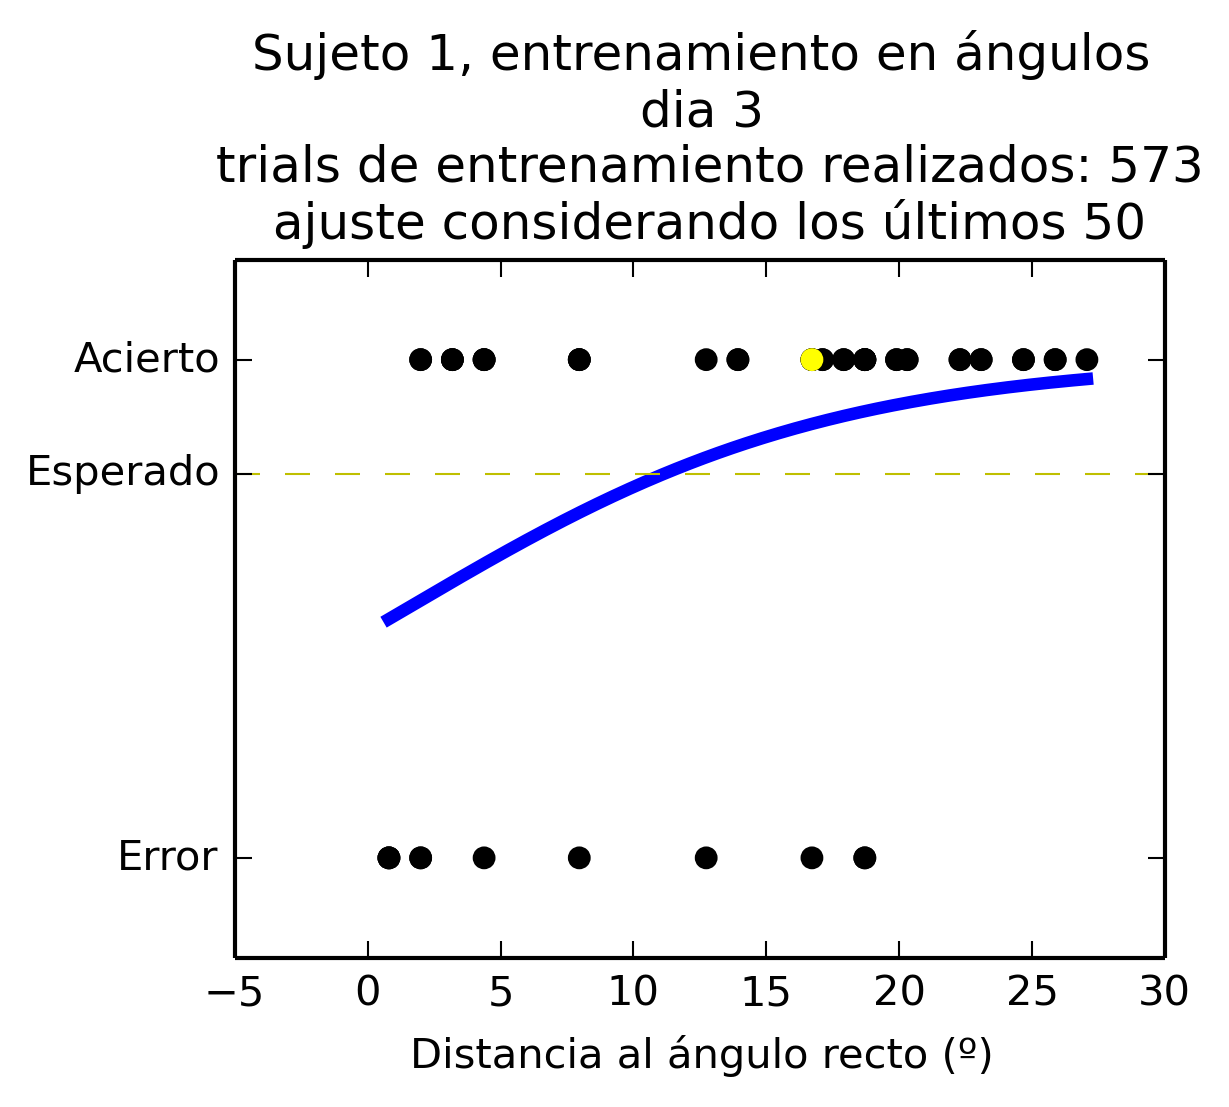 Sujeto 1, entrenamiento en ángulos
dia 3
trials de entrenamiento realizados: 573
ajuste considerando los últimos 50
Acierto
Esperado
Error
−5 0 5 10 15 20 25 30
Distancia al ángulo recto (º)